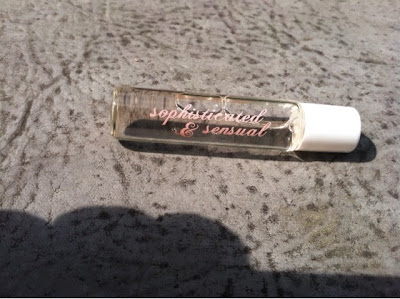 sophisticated
& sensual